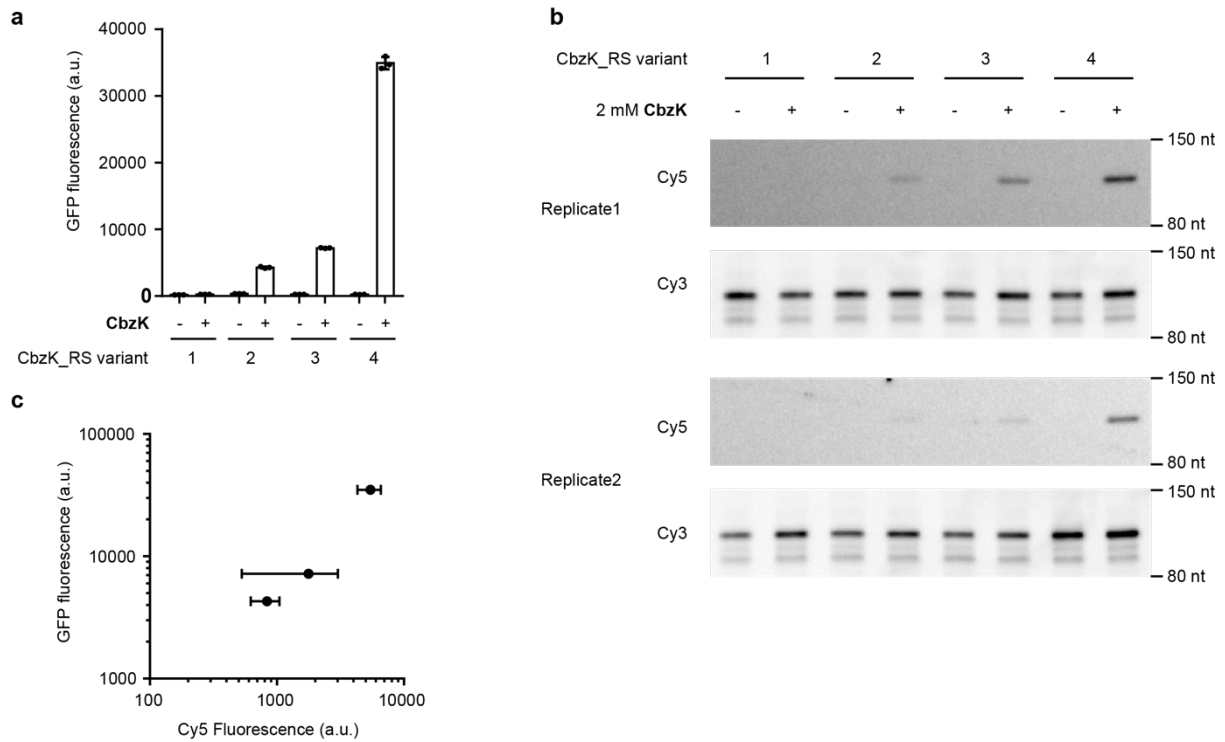 a
GFP fluorescence (a.u.)
40000
30000
20000
10000
0
- + - + - + - +
CbzK
CbzK_RS variant 1 2 3 4
b
CbzK_RS variant 1 2 3 4
2 mM CbzK - + - + - + - +
Replicate1
Cy5
150 nt
80 nt
Cy3
150 nt
80 nt
Replicate2
Cy5
150 nt
80 nt
Cy3
150 nt
80 nt
c
GFP fluorescence (a.u.)
100000
10000
1000
100 1000 10000
Cy5 Fluorescence (a.u.)